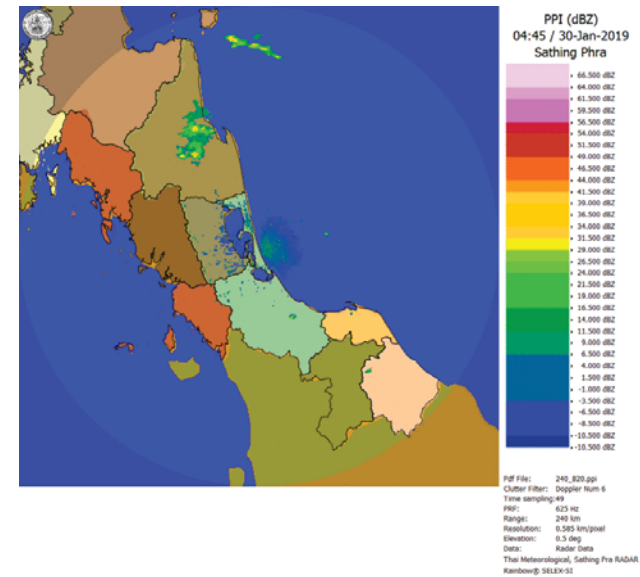 PPI (dBZ)
04:45 / 30-Jan-2019
Sathing Phra
66.500 dBZ
64.000 dBZ
61.500 dBZ
59.500 dBZ
56.500 dBZ
54.000 dBZ
51.500 dBZ
49.000 dBZ
46.500 dBZ
44.000 dBZ
41.500 dBZ
39.000 dBZ
36.500 dBZ
34.000 dBZ
31.500 dBZ
29.000 dBZ
26.500 dBZ
24.000 dBZ
21.500 dBZ
19.000 dBZ
16.500 dBZ
14.000 dBZ
11.500 dBZ
9.000 dBZ
6.500 dBZ
4.000 dBZ
1.500 dBZ
-1.000 dBZ
-3.500 dBZ
-6.500 dBZ
-8.500 dBZ
-10.500 dBZ
-10.500 dBZ
Pdf File: 240_820.ppi
Clutter Filter: Doppler Num 6
Time sampling:49
PRF: 625 Hz
Range: 240 km
Resolution: 0.585 km/pixel
Elevation: 0.5 deg
Data: Radar Data
Thai Meteorological, Sathing Pra RADAR
Rainbow® SELEX-SI